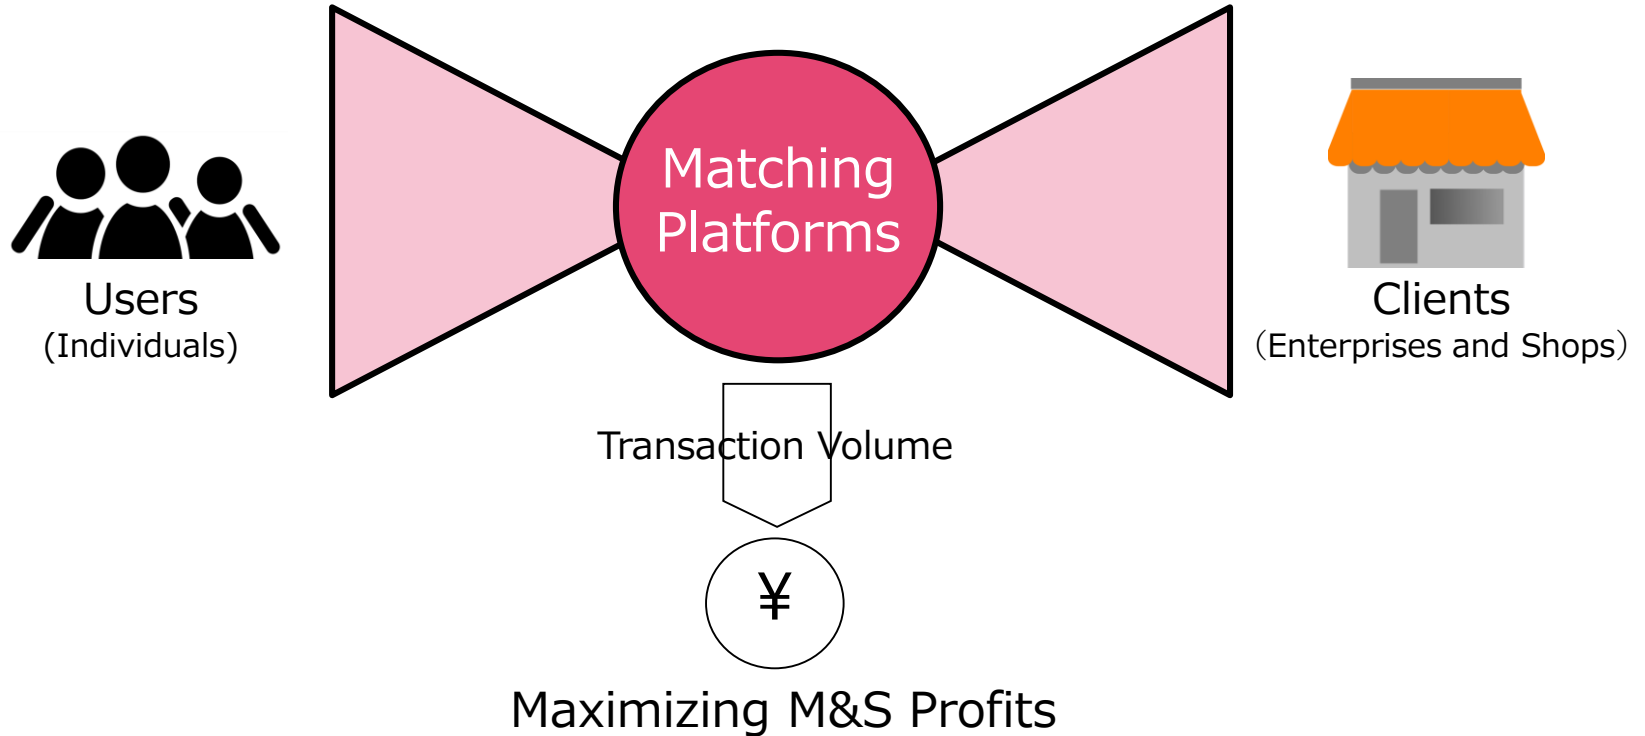 Matching
Platforms
Users
(Individuals)
Clients
（Enterprises and Shops）
Transaction Volume
¥
Maximizing M&S Profits